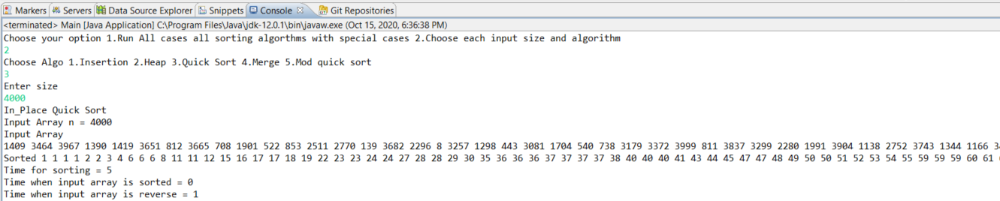 Markers Servers Data Source Explorer Snippets Console Git Repositories
<terminated> Main [Java Application] C:\Program Files\Java\jdk-12.0.1\bin\javaw.exe (Oct 15, 2020, 6:36:38 PM)
Choose your option 1.Run All cases all sorting algorthms with special cases 2.Choose each input size and algorithm
2
Choose Algo 1.Insertion 2.Heap 3.Quick Sort 4.Merge 5.Mod quick sort
3
Enter size
4000
In_Place Quick Sort
Input Array n = 4000
Input Array
1409 3464 3967 1390 1419 3651 812 3665 708 1901 522 853 2511 2770 139 3682 2296 8 3257 1298 443 3081 1704 540 738 3179 3372 3999 811 3837 3299 2280 1991 3904 1138 2752 3743 1344 1166
Sorted 1 1 1 1 2 2 3 4 6 6 6 8 11 11 12 15 16 17 17 18 19 22 23 23 24 24 27 28 28 29 30 35 36 36 36 37 37 37 37 38 40 40 40 41 43 44 45 47 47 48 49 50 50 51 52 53 54 55 59 59 59 60 61
Time for sorting = 5
Time when input array is sorted = 0
Time when input array is reverse = 1